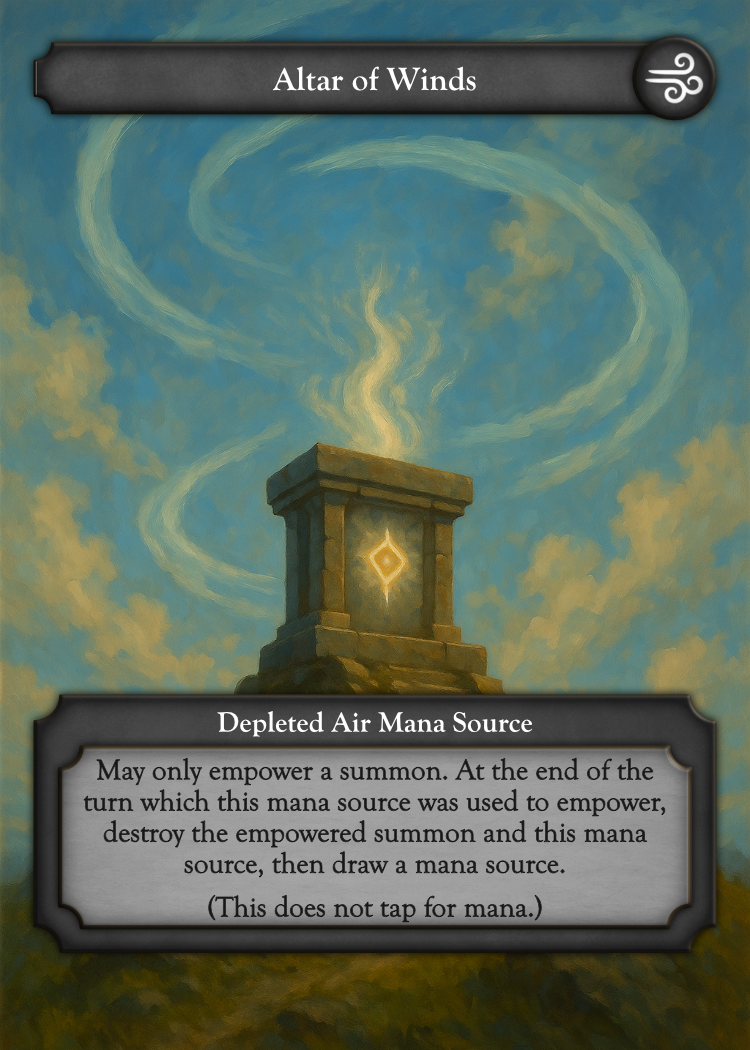 Altar of Winds
Depleted Air Mana Source
May only empower a summon. At the end of the
turn which this mana source was used to empower,
destroy the empowered summon and this mana
source, then draw a mana source.
(This does not tap for mana.)